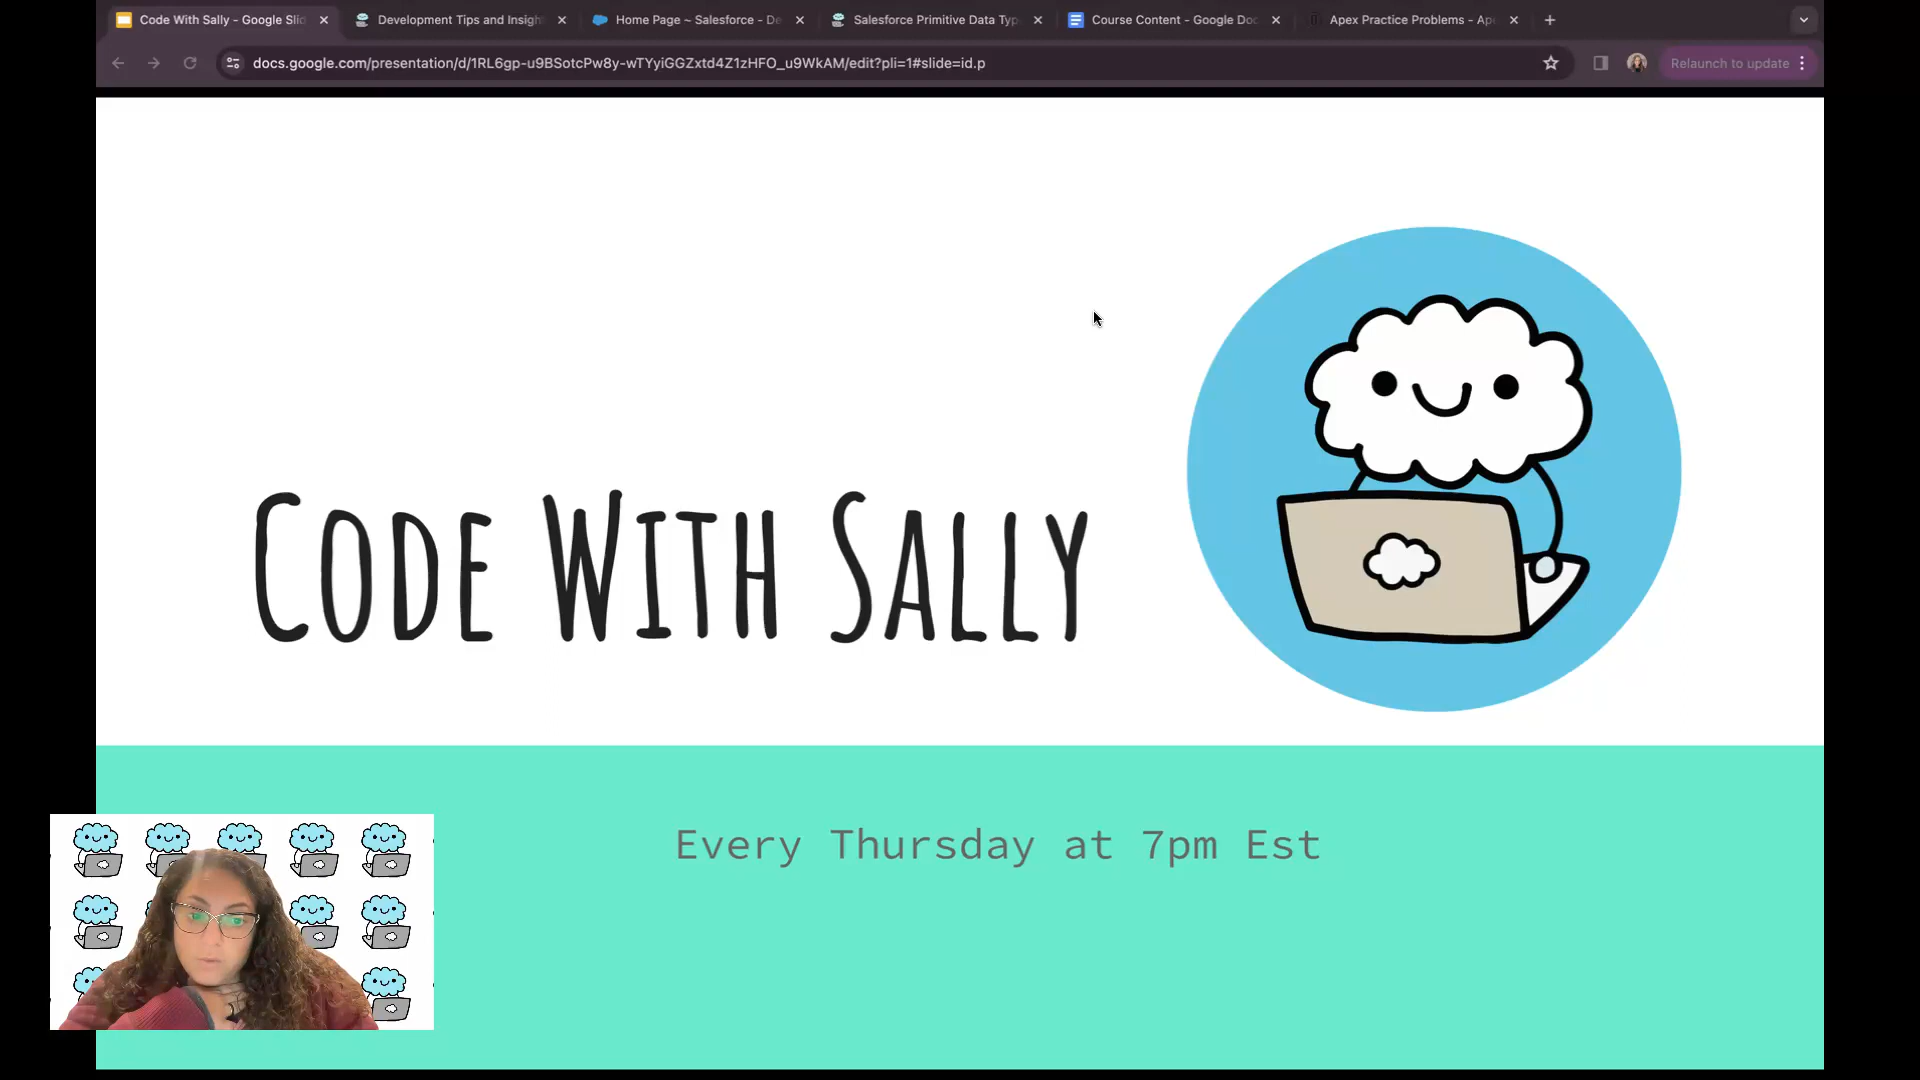 Code With Sally - Google Slid
Development Tips and Insight
Home Page ~ Salesforce - De
Salesforce Primitive Data Typ
Course Content - Google Doc
Apex Practice Problems - Ap
docs.google.com/presentation/d/1RL6gp-u9BSotcPw8y-wTYyiGGZxtd4Z1zHFO_u9WkAM/edit?pli=1#slide=id.p
Relaunch to update
Code With Sally
Every Thursday at 7pm Est